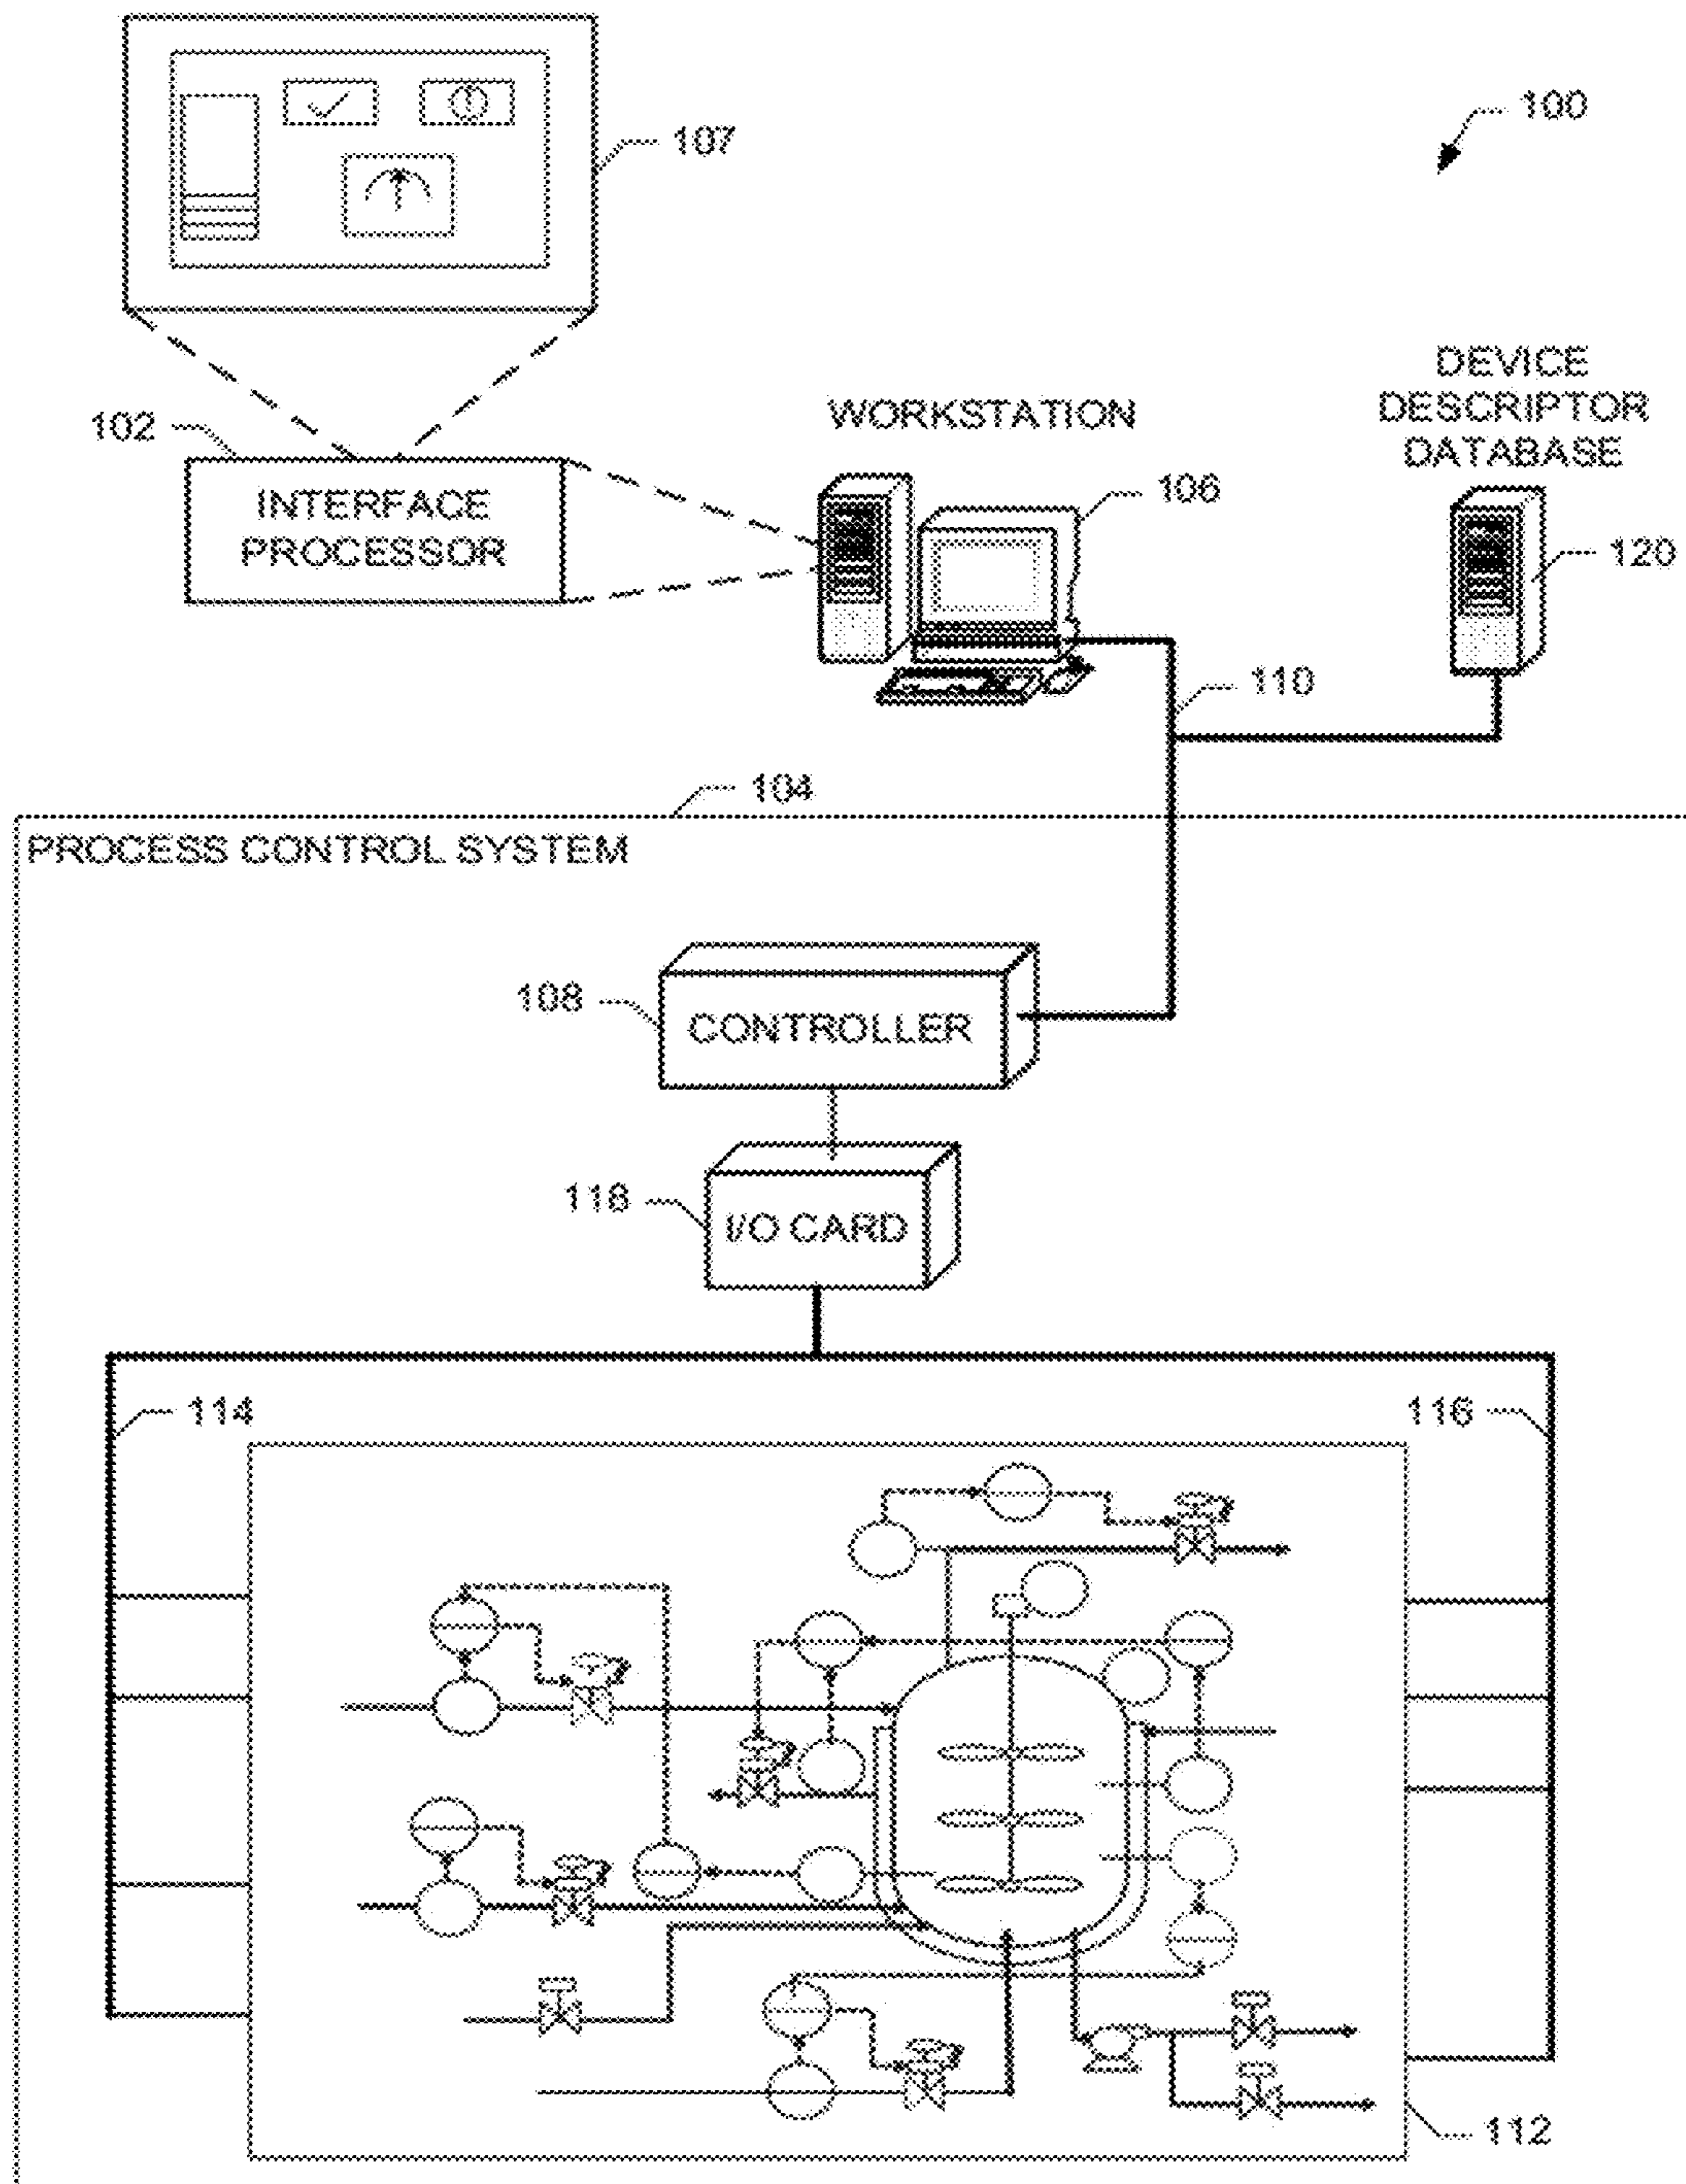 100
107
DEVICE
DESCRIPTOR
DATABASE
WORKSTATION
102
106
INTERFACE
PROCESSOR
120
110
104
PROCESS CONTROL SYSTEM
108
CONTROLLER
118
I/O CARD
114
116
112